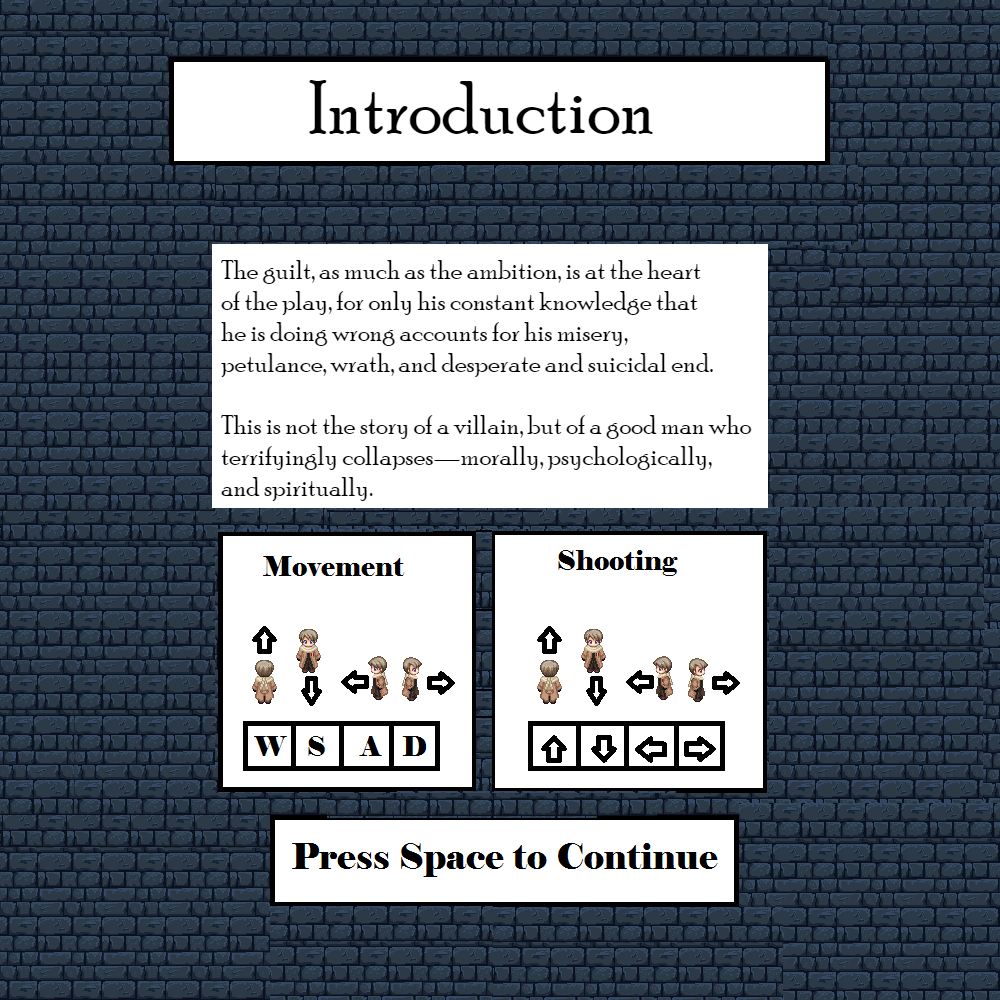 Introduction
The guilt, as much as the ambition, is at the heart
of the play, for only his constant knowledge that
he is doing wrong accounts for his misery,
petulance, wrath, and desperate and suicidal end.
This is not the story of a villain, but of a good man who
terrifyingly collapses—morally, psychologically,
and spiritually.
Movement
W S A D
Shooting
Press Space to Continue